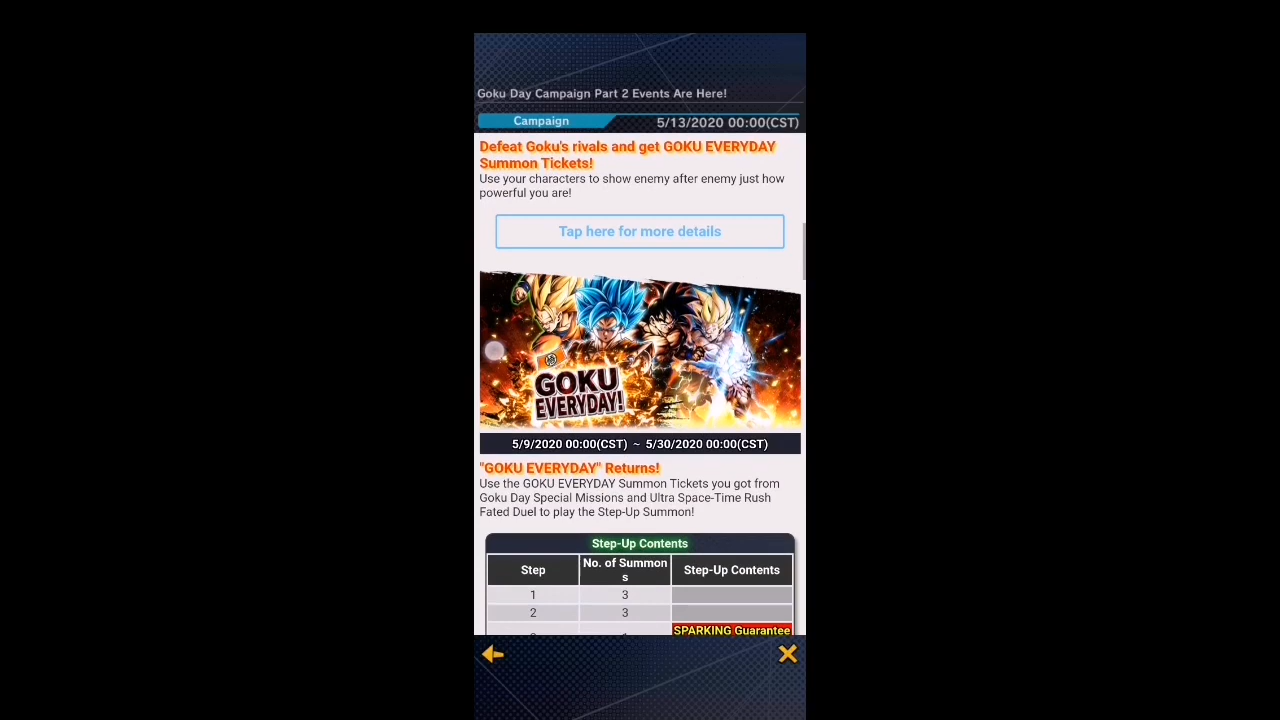 Goku Day Campaign Part 2 Events Are Here!
Campaign 5/13/2020 00:00(CST)
Defeat Goku's rivals and get GOKU EVERYDAY
Summon Tickets!
Use your characters to show enemy after enemy just how
powerful you are!
Tap here for more details
GOKU
EVERYDAY!
5/9/2020 00:00(CST) ~ 5/30/2020 00:00(CST)
"GOKU EVERYDAY" Returns!
Use the GOKU EVERYDAY Summon Tickets you got from
Goku Day Special Missions and Ultra Space-Time Rush
Fated Duel to play the Step-Up Summon!
Step-Up Contents
Step No. of Summon
s Step-Up Contents
1 3
2 3
SPARKING Guarantee